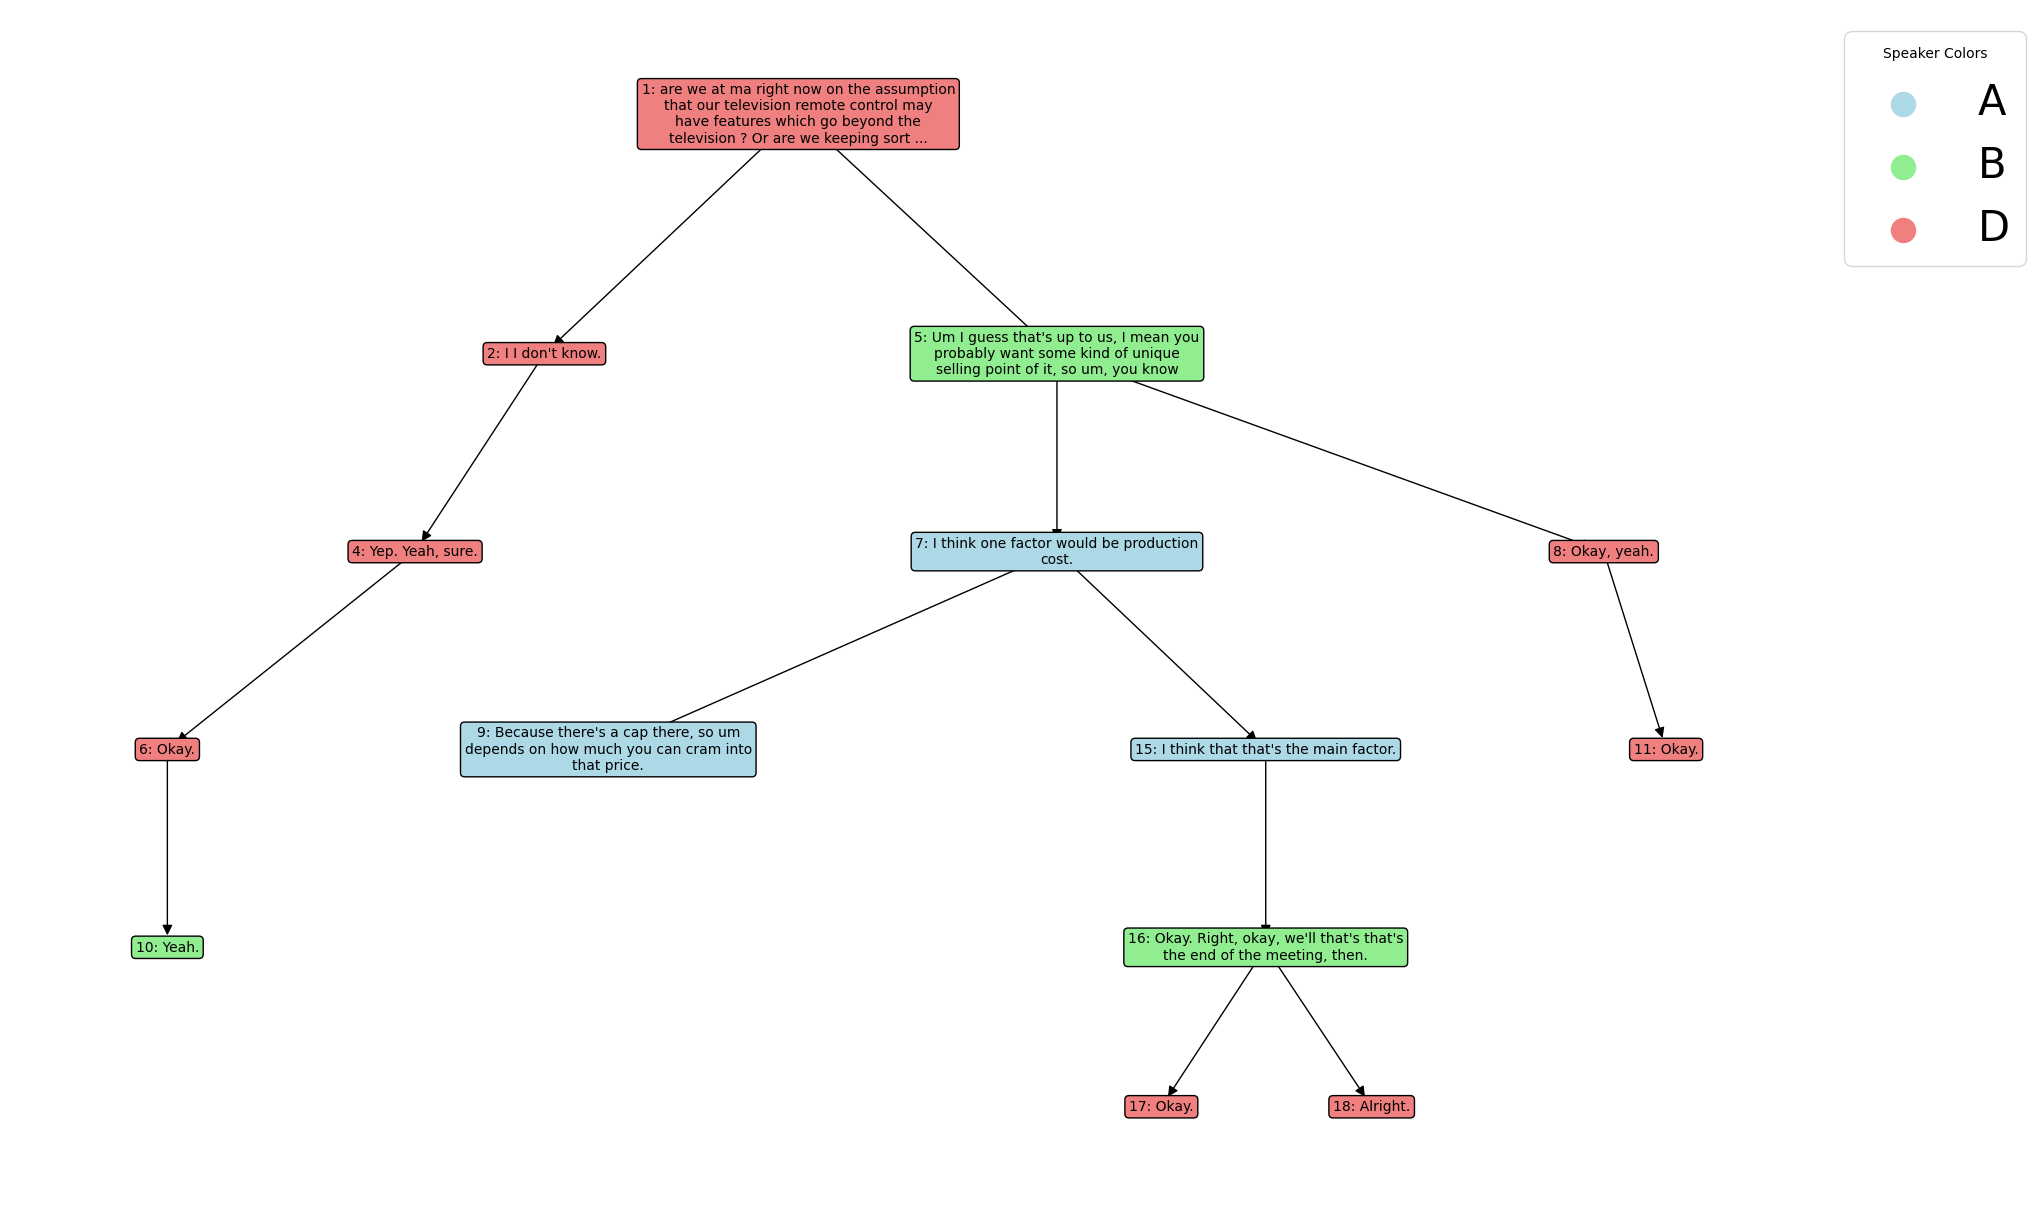 1: are we at ma right now on the assumption
that our television remote control may
have features which go beyond the
television ? Or are we keeping sort ...
Speaker Colors
A
B
D
2: I I don't know.
5: Um I guess that's up to us, I mean you
probably want some kind of unique
selling point of it, so um, you know
4: Yep. Yeah, sure.
7: I think one factor would be production
cost.
8: Okay, yeah.
6: Okay.
9: Because there's a cap there, so um
depends on how much you can cram into
that price.
15: I think that that's the main factor.
11: Okay.
10: Yeah.
16: Okay. Right, okay, we'll that's that's
the end of the meeting, then.
17: Okay.
18: Alright.